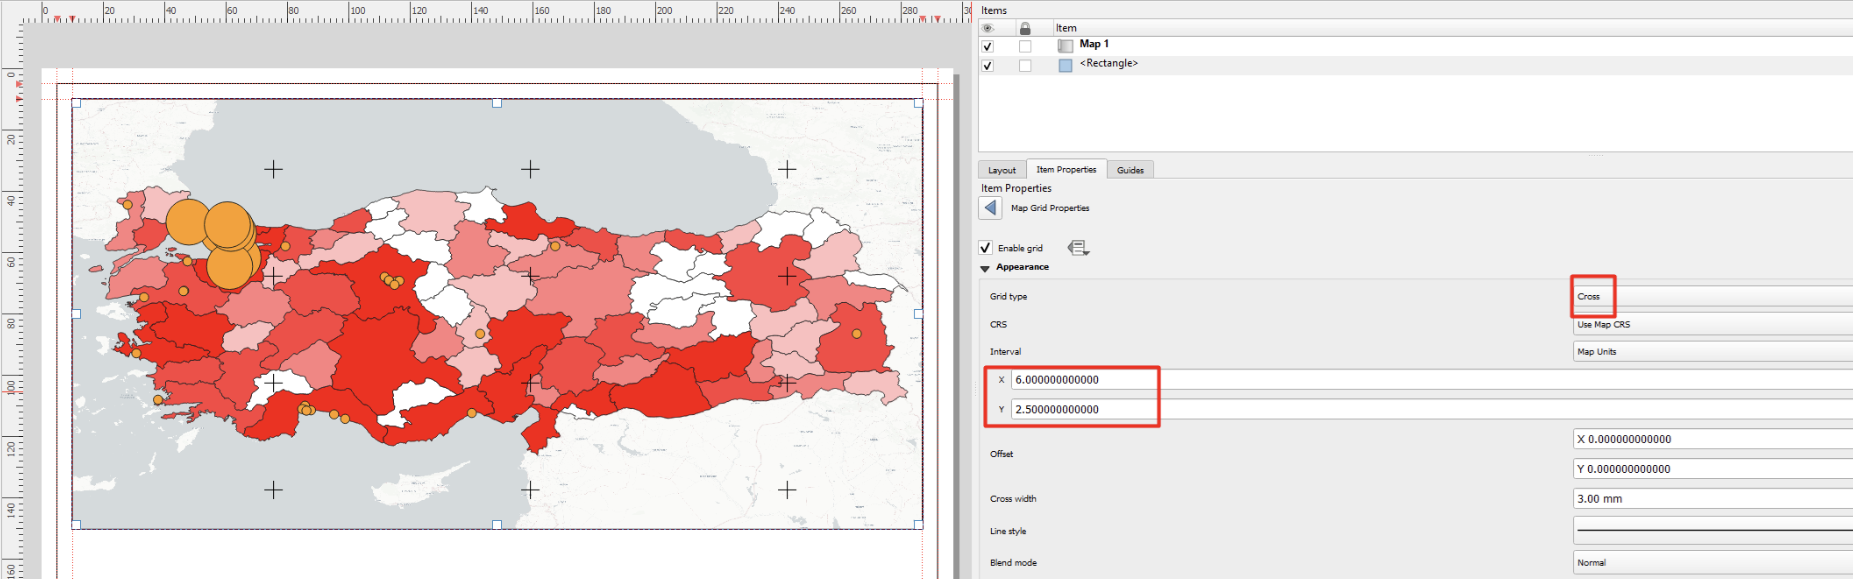 0 20 40 60 80 100 120 140 160 180 200 220 240 260 280 30
0
20
40
60
80
100
120
140
160
Items
Item
Map 1
<Rectangle>
Layout Item Properties Guides
Item Properties
Map Grid Properties
Enable grid
Appearance
Grid type Cross
CRS Use Map CRS
Interval Map Units
X 6.000000000000
Y 2.500000000000
Offset X 0.000000000000
Y 0.000000000000
Cross width 3.00 mm
Line style
Blend mode Normal